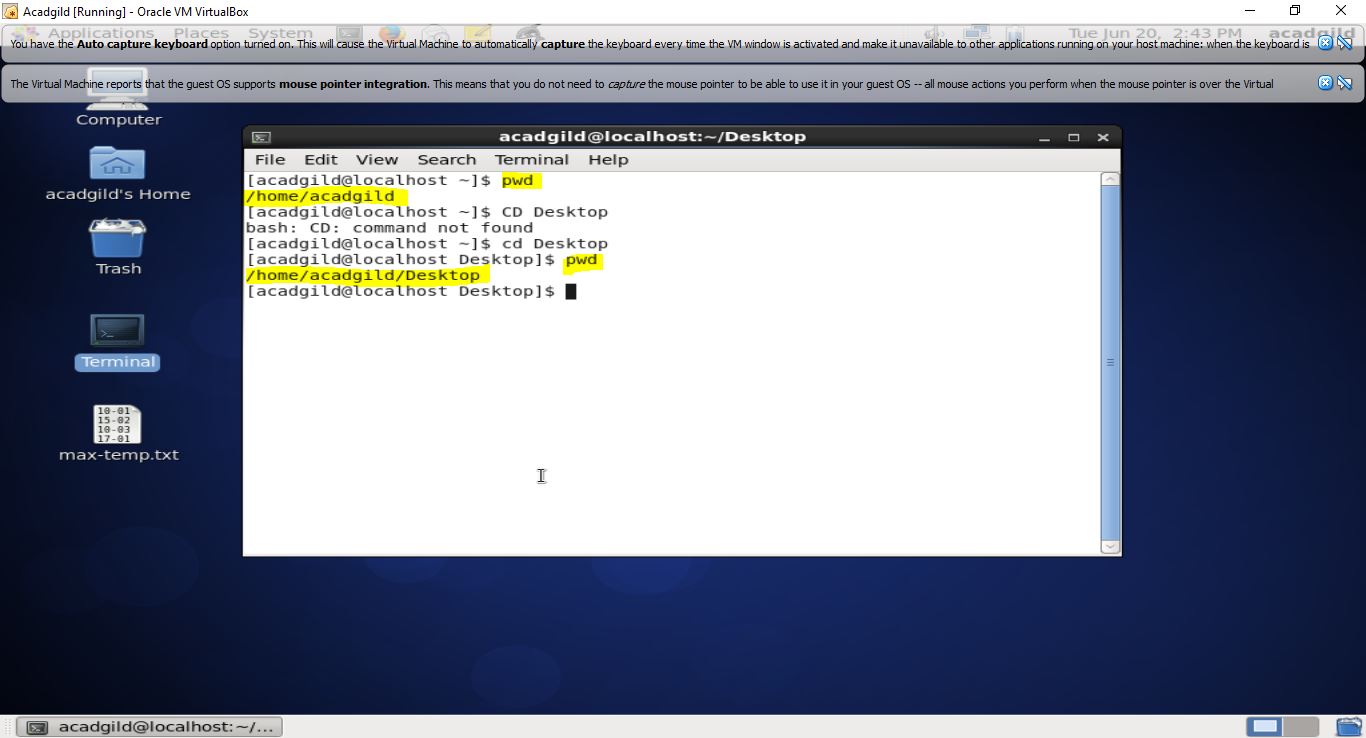 Acadgild [Running] - Oracle VM VirtualBox
Applications Places System Tue Jun 20, 2:43 PM acadgild
You have the Auto capture keyboard option turned on. This will cause the Virtual Machine to automatically capture the keyboard every time the VM window is activated and make it unavailable to other applications running on your host machine: when the keyboard is
The Virtual Machine reports that the guest OS supports mouse pointer integration. This means that you do not need to capture the mouse pointer to be able to use it in your guest OS -- all mouse actions you perform when the mouse pointer is over the Virtual
Computer
acadgild's Home
Trash
Terminal
10-01
15-02
10-03
17-01
max-temp.txt
acadgild@localhost:~/Desktop
File Edit View Search Terminal Help
[acadgild@localhost ~]$ pwd
/home/acadgild
[acadgild@localhost ~]$ CD Desktop
bash: CD: command not found
[acadgild@localhost ~]$ cd Desktop
[acadgild@localhost Desktop]$ pwd
/home/acadgild/Desktop
[acadgild@localhost Desktop]$
acadgild@localhost:~/...